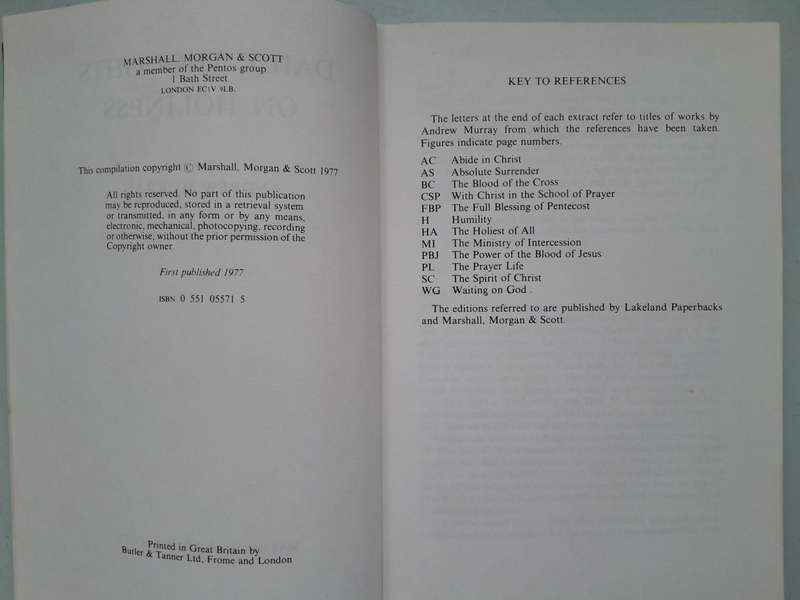 MARSHALL, MORGAN & SCOTT
a member of the Pentos group
1 Bath Street
LONDON EC1V 9LB.
This compilation copyright © Marshall, Morgan & Scott 1977
All rights reserved. No part of this publication
may be reproduced, stored in a retrieval system
or transmitted, in any form or by any means,
electronic, mechanical, photocopying, recording
or otherwise, without the prior permission of the
Copyright owner.
First published 1977
ISBN 0 551 05571 5
Printed in Great Britain by
Butler & Tanner Ltd, Frome and London
KEY TO REFERENCES
The letters at the end of each extract refer to titles of works by
Andrew Murray from which the references have been taken.
Figures indicate page numbers.
AC Abide in Christ
AS Absolute Surrender
BC The Blood of the Cross
CSP With Christ in the School of Prayer
FBP The Full Blessing of Pentecost
H Humility
HA The Holiest of All
MI The Ministry of Intercession
PBJ The Power of the Blood of Jesus
PL The Prayer Life
SC The Spirit of Christ
WG Waiting on God .
The editions referred to are published by Lakeland Paperbacks
and Marshall, Morgan & Scott.